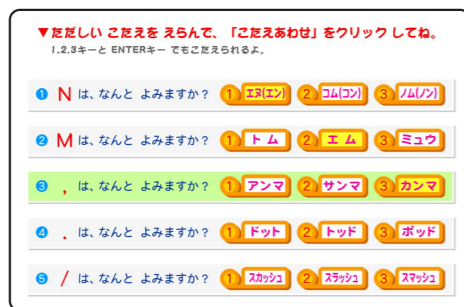 ▼ただしい こたえを えらんで、「こたえあわせ」をクリック してね。
1.2.3キーと ENTERキー でもこたえられるよ。
❶ N は、なんと よみますか? 1 エヌ(エン) 2 コム(コン) 3 ノム(ノン)
❷ M は、なんと よみますか? 1 トム 2 エム 3 ミュウ
❸ , は、なんと よみますか? 1 アンマ 2 サンマ 3 カンマ
❹ . は、なんと よみますか? 1 ドット 2 トッド 3 ポッド
❺ / は、なんと よみますか? 1 スカッシュ 2 スラッシュ 3 スマッシュ